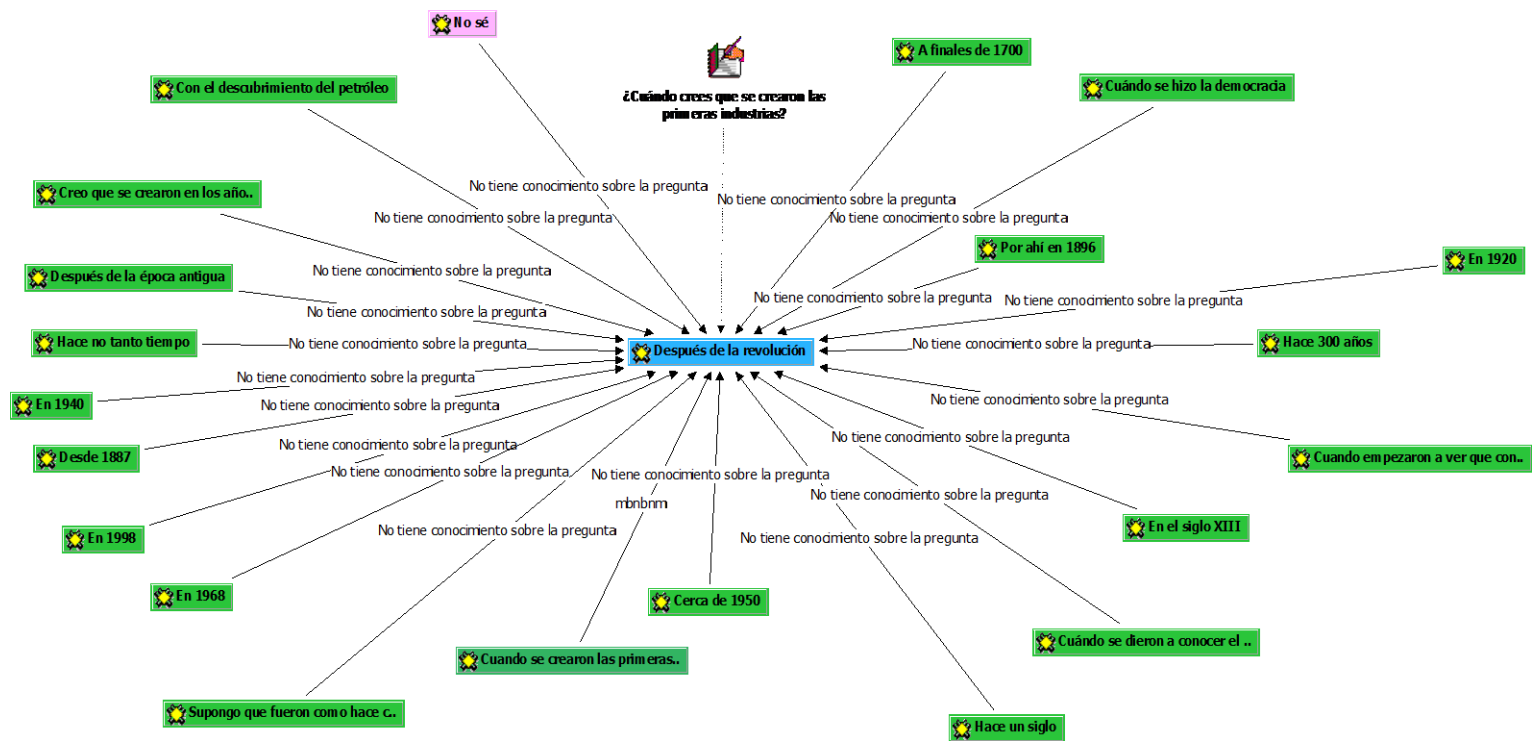 No sé
A finales de 1700
¿Cuándo crees que se crearon las
primeras industrias?
Con el descubrimiento del petróleo
Cuándo se hizo la democracia
No tiene conocimiento sobre la pregunta
Creo que se crearon en los año..
No tiene conocimiento sobre la pregunta
No tiene conocimiento sobre la pregunta
No tiene conocimiento sobre la pregunta
Por ahí en 1896
En 1920
No tiene conocimiento sobre la pregunta
Después de la época antigua
No tiene conocimiento sobre la pregunta
No tiene conocimiento sobre la pregunta
No tiene conocimiento sobre la pregunta
Hace no tanto tiempo
No tiene conocimiento sobre la pregunta
Después de la revolución
No tiene conocimiento sobre la pregunta
Hace 300 años
No tiene conocimiento sobre la pregunta
En 1940
No tiene conocimiento sobre la pregunta
No tiene conocimiento sobre la pregunta
No tiene conocimiento sobre la pregunta
No tiene conocimiento sobre la pregunta
Desde 1887
Cuando empezaron a ver que con..
No tiene conocimiento sobre la pregunta
No tiene conocimiento sobre la pregunta
No tiene conocimiento sobre la pregunta
mbnbnm
En el siglo XIII
No tiene conocimiento sobre la pregunta
En 1998
No tiene conocimiento sobre la pregunta
En 1968
Cerca de 1950
Cuándo se dieron a conocer el ..
Cuando se crearon las primeras..
Supongo que fueron como hace c..
Hace un siglo